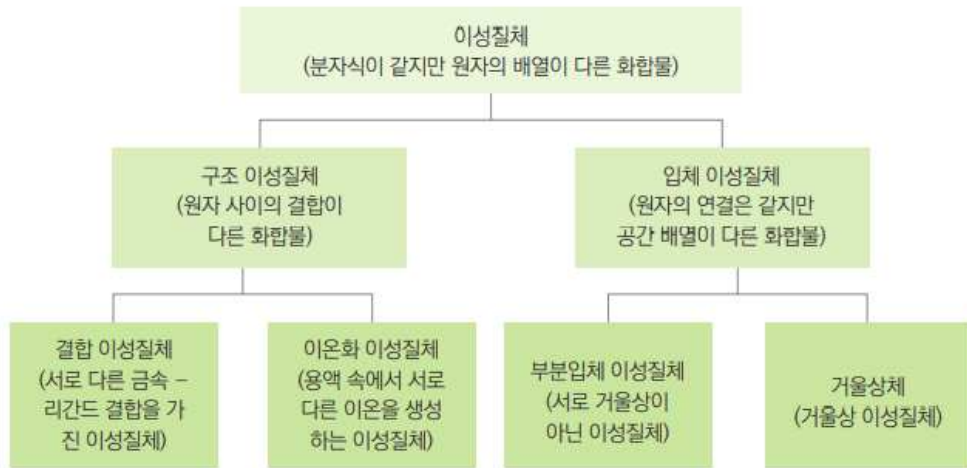 이성질체
(분자식이 같지만 원자의 배열이 다른 화합물)
구조 이성질체
(원자 사이의 결합이
다른 화합물)
입체 이성질체
(원자의 연결은 같지만
공간 배열이 다른 화합물)
결합 이성질체
(서로 다른 금속 –
리간드 결합을 가
진 이성질체)
이온화 이성질체
(용액 속에서 서로
다른 이온을 생성
하는 이성질체)
부분입체 이성질체
(서로 거울상이
아닌 이성질체)
거울상체
(거울상 이성질체)